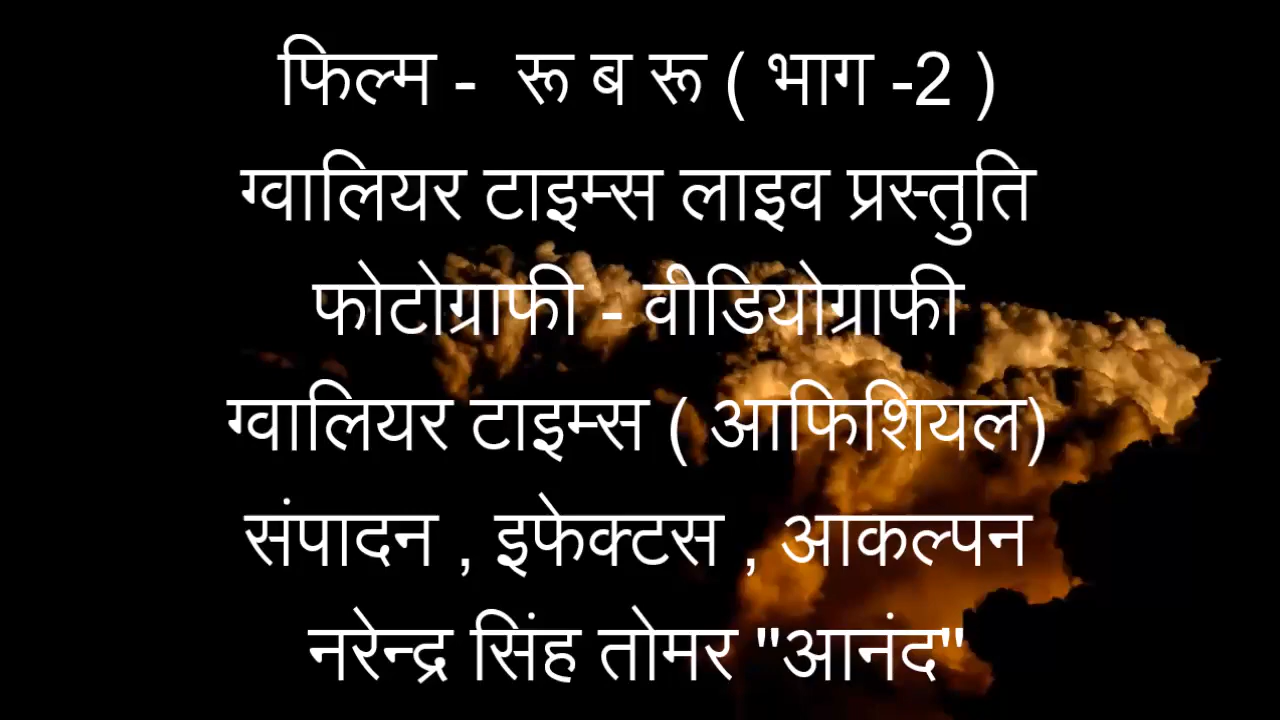 फिल्म -  रू ब रू ( भाग -2 )
ग्वालियर टाइम्स लाइव प्रस्तुति
फोटोग्राफी - वीडियोग्राफी
ग्वालियर टाइम्स ( आफिशियल)
संपादन , इफेक्टस , आकल्पन
नरेन्द्र सिंह तोमर "आनंद"